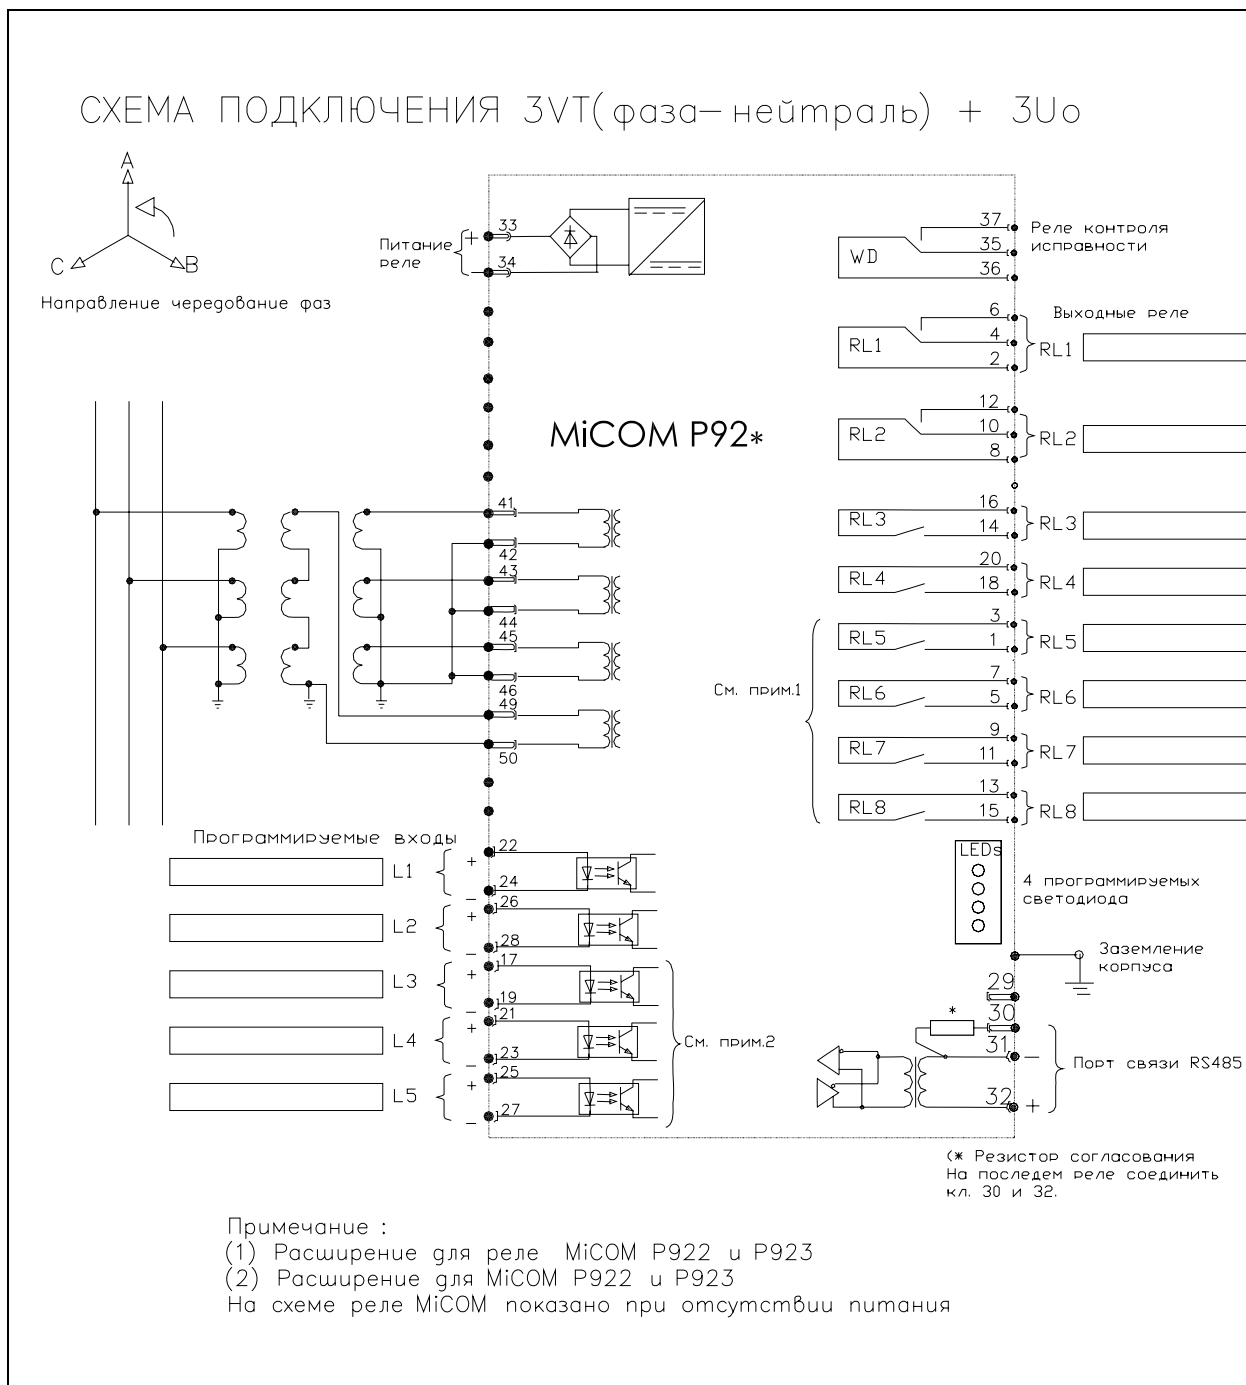 СХЕМА ПОДКЛЮЧЕНИЯ 3VT(фаза-нейтраль) + 3Uo
A
C
B
Направление чередование фаз
Питание
реле
+
33
−
34
37
35
36
WD
Реле контроля
исправности
Выходные реле
6
4
2
RL1
RL1
12
10
8
RL2
RL2
MiCOM P92*
16
14
RL3
RL3
20
18
RL4
RL4
3
1
RL5
RL5
7
5
RL6
RL6
9
11
RL7
RL7
13
15
RL8
RL8
См. прим.1
41
42
43
44
45
46
49
50
Программируемые входы
L1
+
22
−
24
L2
+
26
−
28
L3
+
17
−
19
L4
+
21
−
23
L5
+
25
−
27
См. прим.2
LEDs
4 программируемых
светодиода
Заземление
корпуса
29
30
*
31
−
32
+
Порт связи RS485
(* Резистор согласования
На последем реле соединить
кл. 30 и 32.
Примечание :
(1) Расширение для реле MiCOM P922 и P923
(2) Расширение для MiCOM P922 и P923
На схеме реле MiCOM показано при отсутствии питания